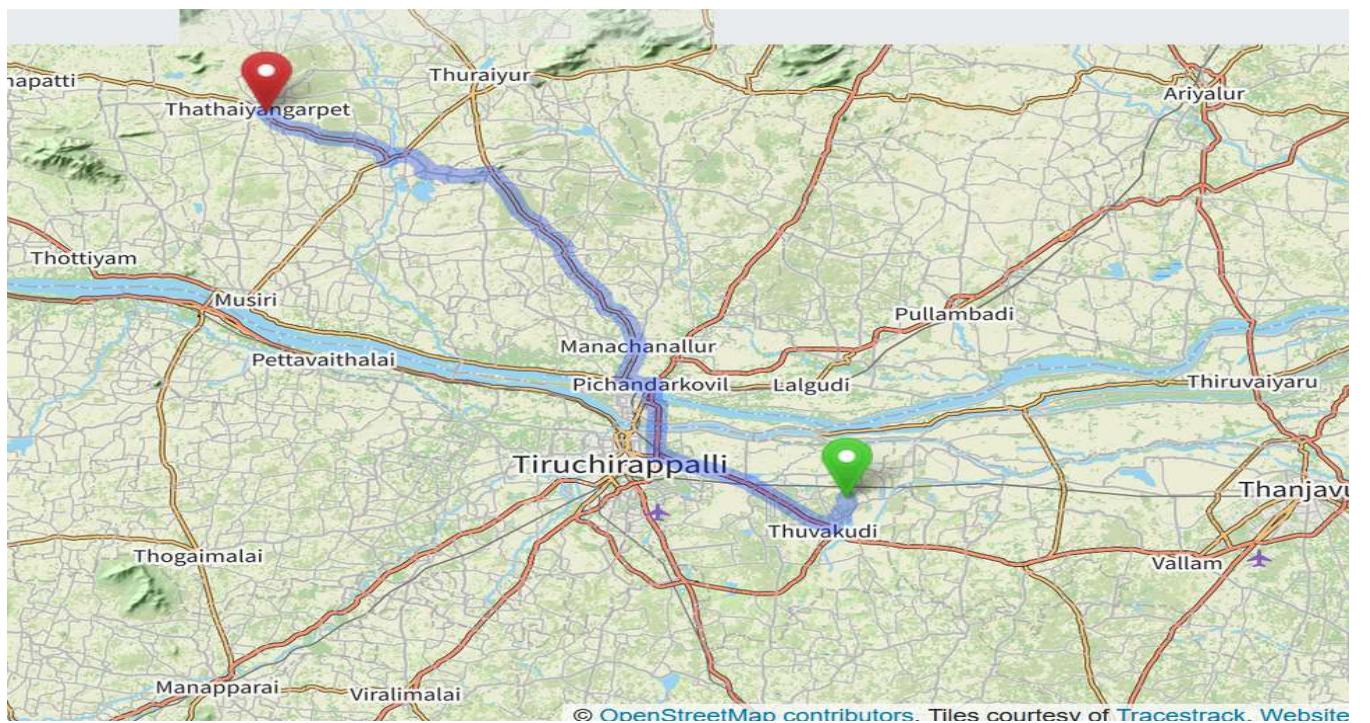 Thuraiyur
napatti
Ariyalur
Thathaiyangarpet
Thottiyam
Musiri
Pullambadi
Manachanallur
Pettavaithalai
Pichandarkovil
Lalgudi
Thiruvaiyaru
Tiruchirappalli
Thanjavu
Thuvakudi
Thogaimalai
Vallam
Manapparai
Viralimalai
© OpenStreetMap contributors. Tiles courtesy of Tracestrack. Website